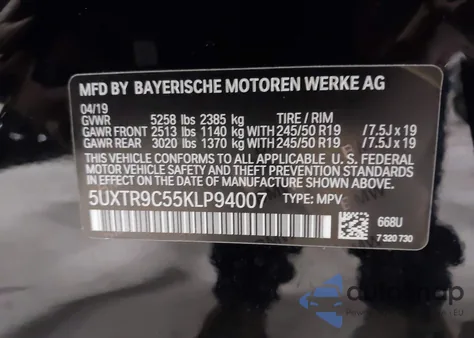 MFD BY BAYERISCHE MOTOREN WERKE AG
04/19
GVWR 5258 lbs 2385 kg TIRE / RIM
GAWR FRONT 2513 lbs 1140 kg WITH 245/50 R19 /7.5J x 19
GAWR REAR 3020 lbs 1370 kg WITH 245/50 R19 /7.5J x 19
THIS VEHICLE CONFORMS TO ALL APPLICABLE U.S. FEDERAL
MOTOR VEHICLE SAFETY AND THEFT PREVENTION STANDARDS
IN EFFECT ON THE DATE OF MANUFACTURE SHOWN ABOVE.
5UXTR9C55KLP94007 TYPE: MPV
668U
7 320 730
autosnap